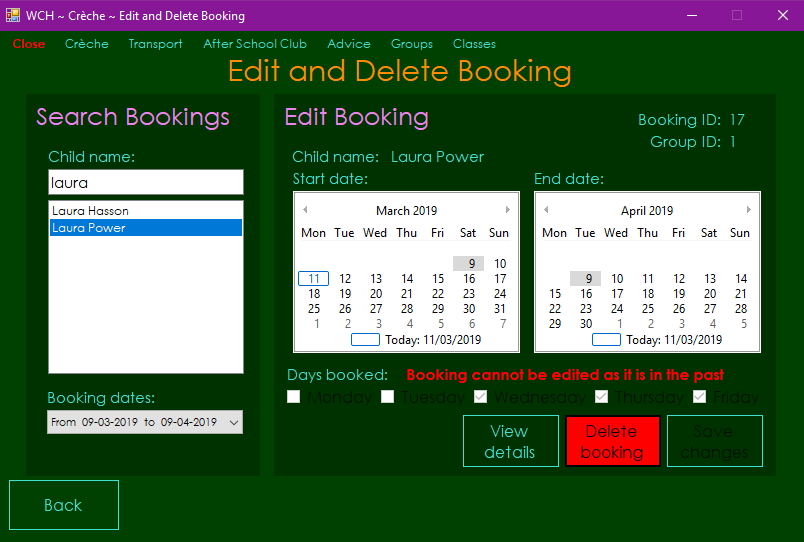 WCH ~ Crèche ~ Edit and Delete Booking
Close Crèche Transport After School Club Advice Groups Classes
Edit and Delete Booking
Search Bookings
Child name:
laura
Laura Hasson
Laura Power
Booking dates:
From 09-03-2019 to 09-04-2019
Edit Booking
Booking ID: 17
Group ID: 1
Child name: Laura Power
Start date:
March 2019
Mon Tue Wed Thu Fri Sat Sun
9 10
11 12 13 14 15 16 17
18 19 20 21 22 23 24
25 26 27 28 29 30 31
1 2 3 4 5 6 7
Today: 11/03/2019
End date:
April 2019
Mon Tue Wed Thu Fri Sat Sun
9 10 11 12 13 14
15 16 17 18 19 20 21
22 23 24 25 26 27 28
29 30 1 2 3 4 5
Today: 11/03/2019
Days booked: Booking cannot be edited as it is in the past
Monday Tuesday Wednesday Thursday Friday
View
details
Delete
booking
Save
changes
Back